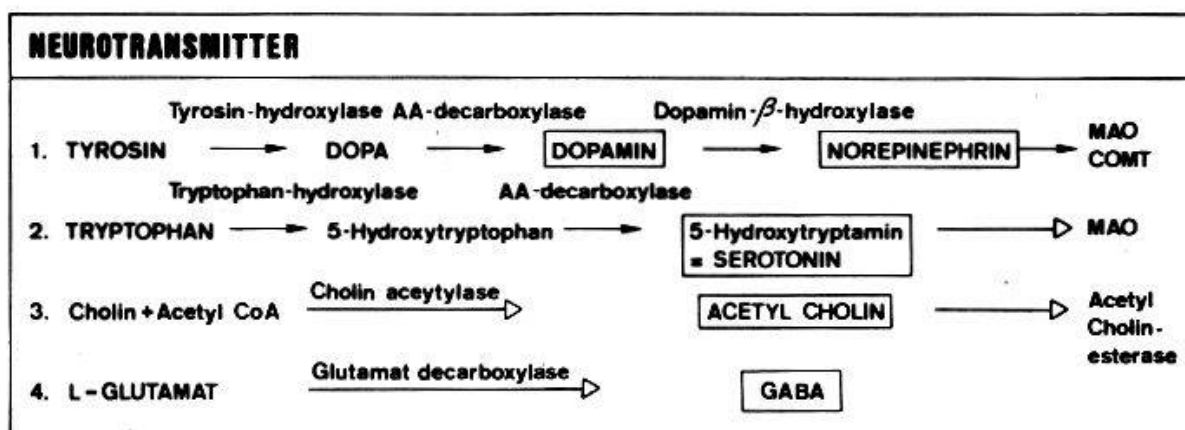 NEUROTRANSMITTER
Tyrosin-hydroxylase AA-decarboxylase Dopamin-β-hydroxylase
1. TYROSIN DOPA DOPAMIN NOREPINEPHRIN MAO
COMT
Tryptophan-hydroxylase AA-decarboxylase
2. TRYPTOPHAN 5-Hydroxytryptophan 5-Hydroxytryptamin MAO
= SEROTONIN
Cholin aceytylase
3. Cholin + Acetyl CoA ACETYL CHOLIN Acetyl
Cholin-
esterase
Glutamat decarboxylase
4. L-GLUTAMAT GABA